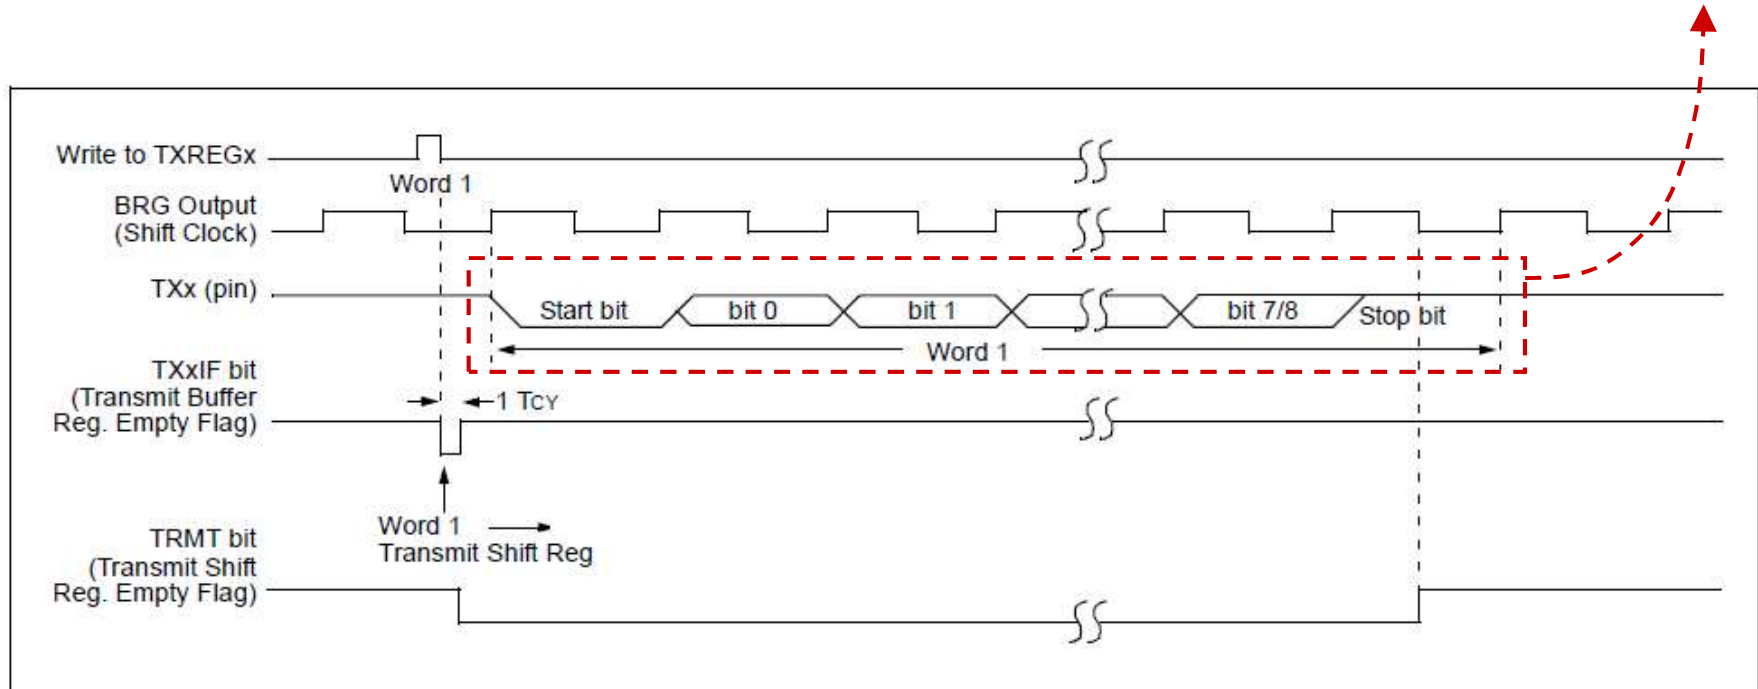 Write to TXREGx
Word 1
BRG Output
(Shift Clock)
TXx (pin)
Start bit
bit 0
bit 1
bit 7/8
Stop bit
Word 1
TXxIF bit
(Transmit Buffer
Reg. Empty Flag)
1 TCY
Word 1
Transmit Shift Reg
TRMT bit
(Transmit Shift
Reg. Empty Flag)